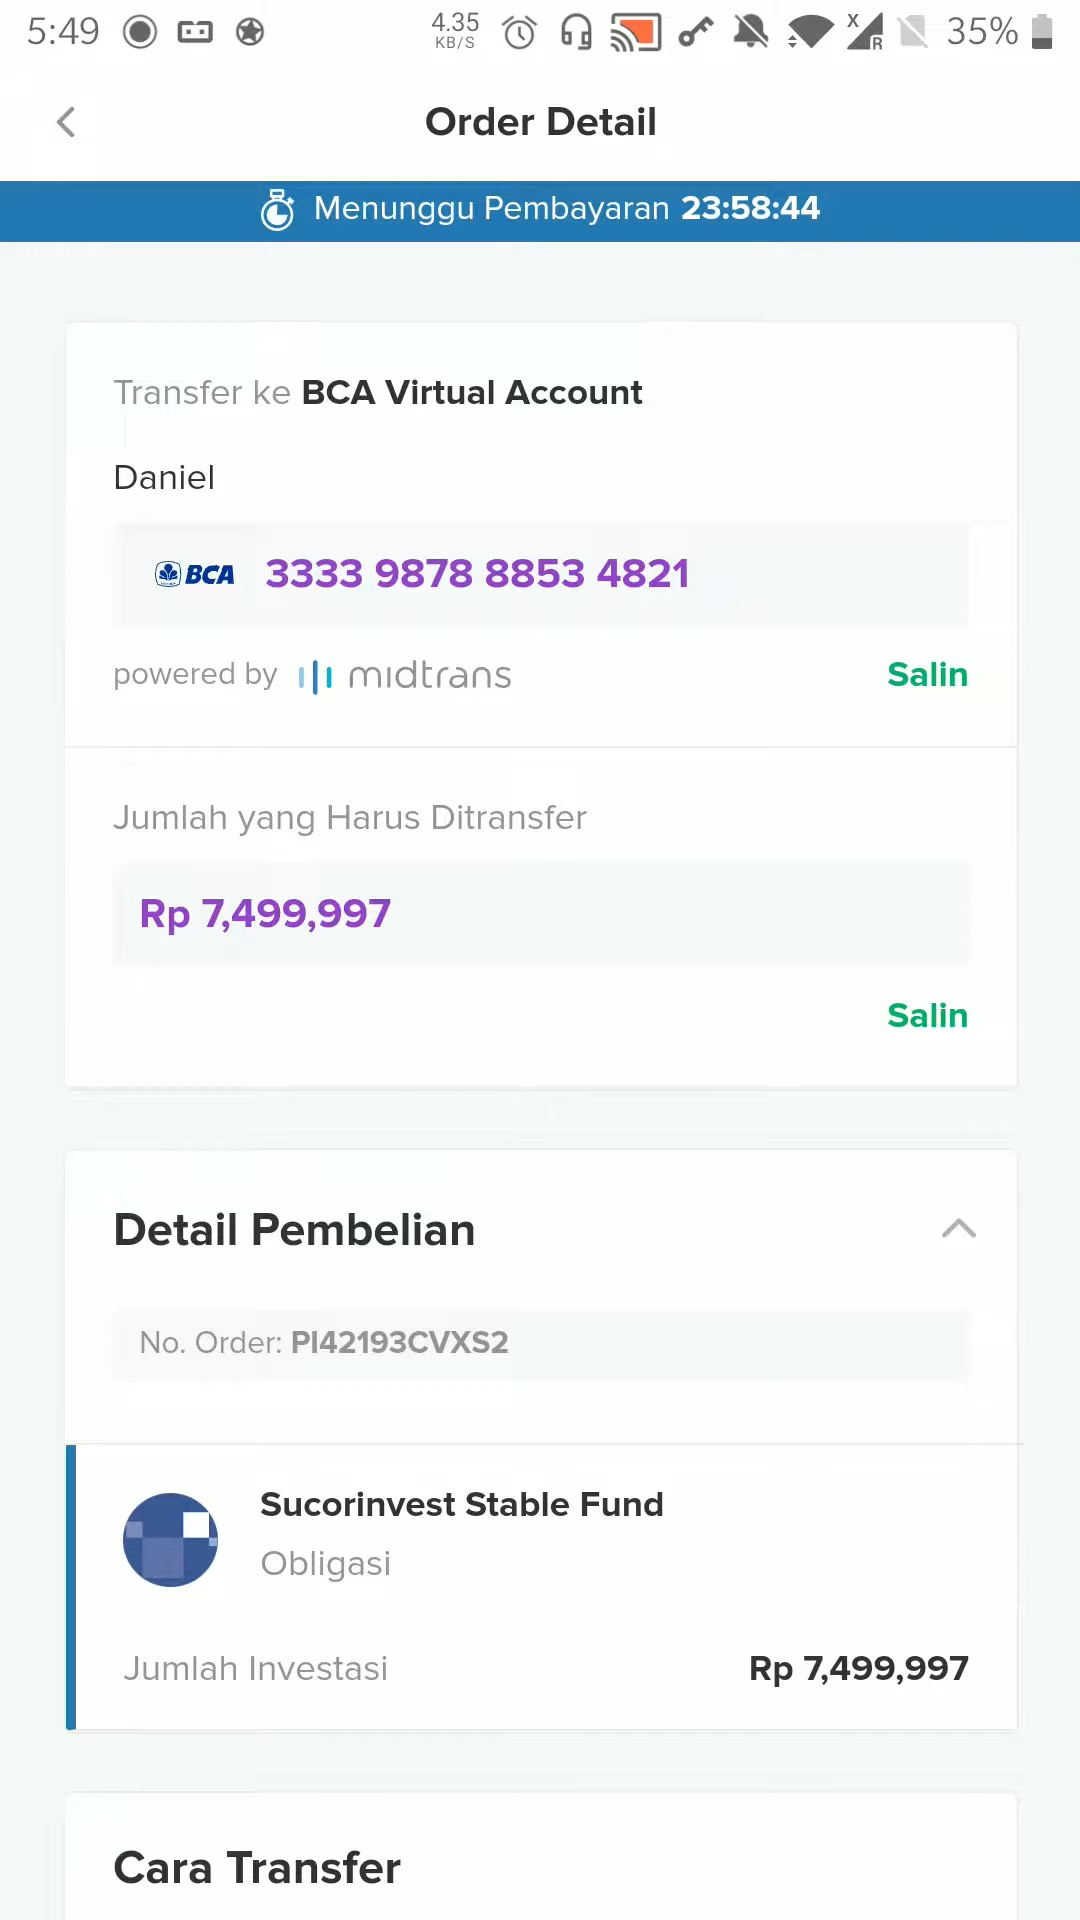 5:49
4.35
KB/S
X
R
35%
Order Detail
Menunggu Pembayaran 23:58:44
Transfer ke BCA Virtual Account
Daniel
BCA 3333 9878 8853 4821
powered by midtrans
Salin
Jumlah yang Harus Ditransfer
Rp 7,499,997
Salin
Detail Pembelian
No. Order: PI42193CVXS2
Sucorinvest Stable Fund
Obligasi
Jumlah Investasi
Rp 7,499,997
Cara Transfer